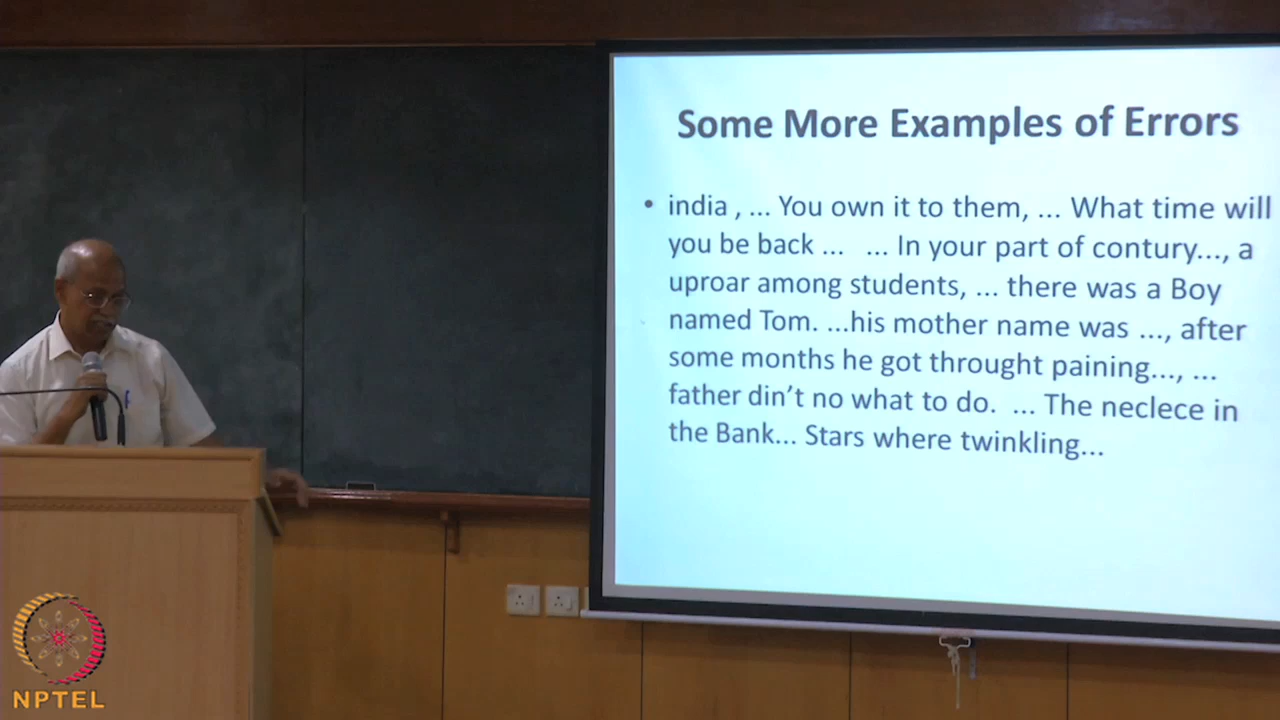 Some More Examples of Errors
• india , ... You own it to them, ... What time will
you be back ... ... In your part of contury..., a
uproar among students, ... there was a Boy
named Tom. ...his mother name was ..., after
some months he got throught paining..., ...
father din’t no what to do. ... The neclece in
the Bank... Stars where twinkling...
NPTEL